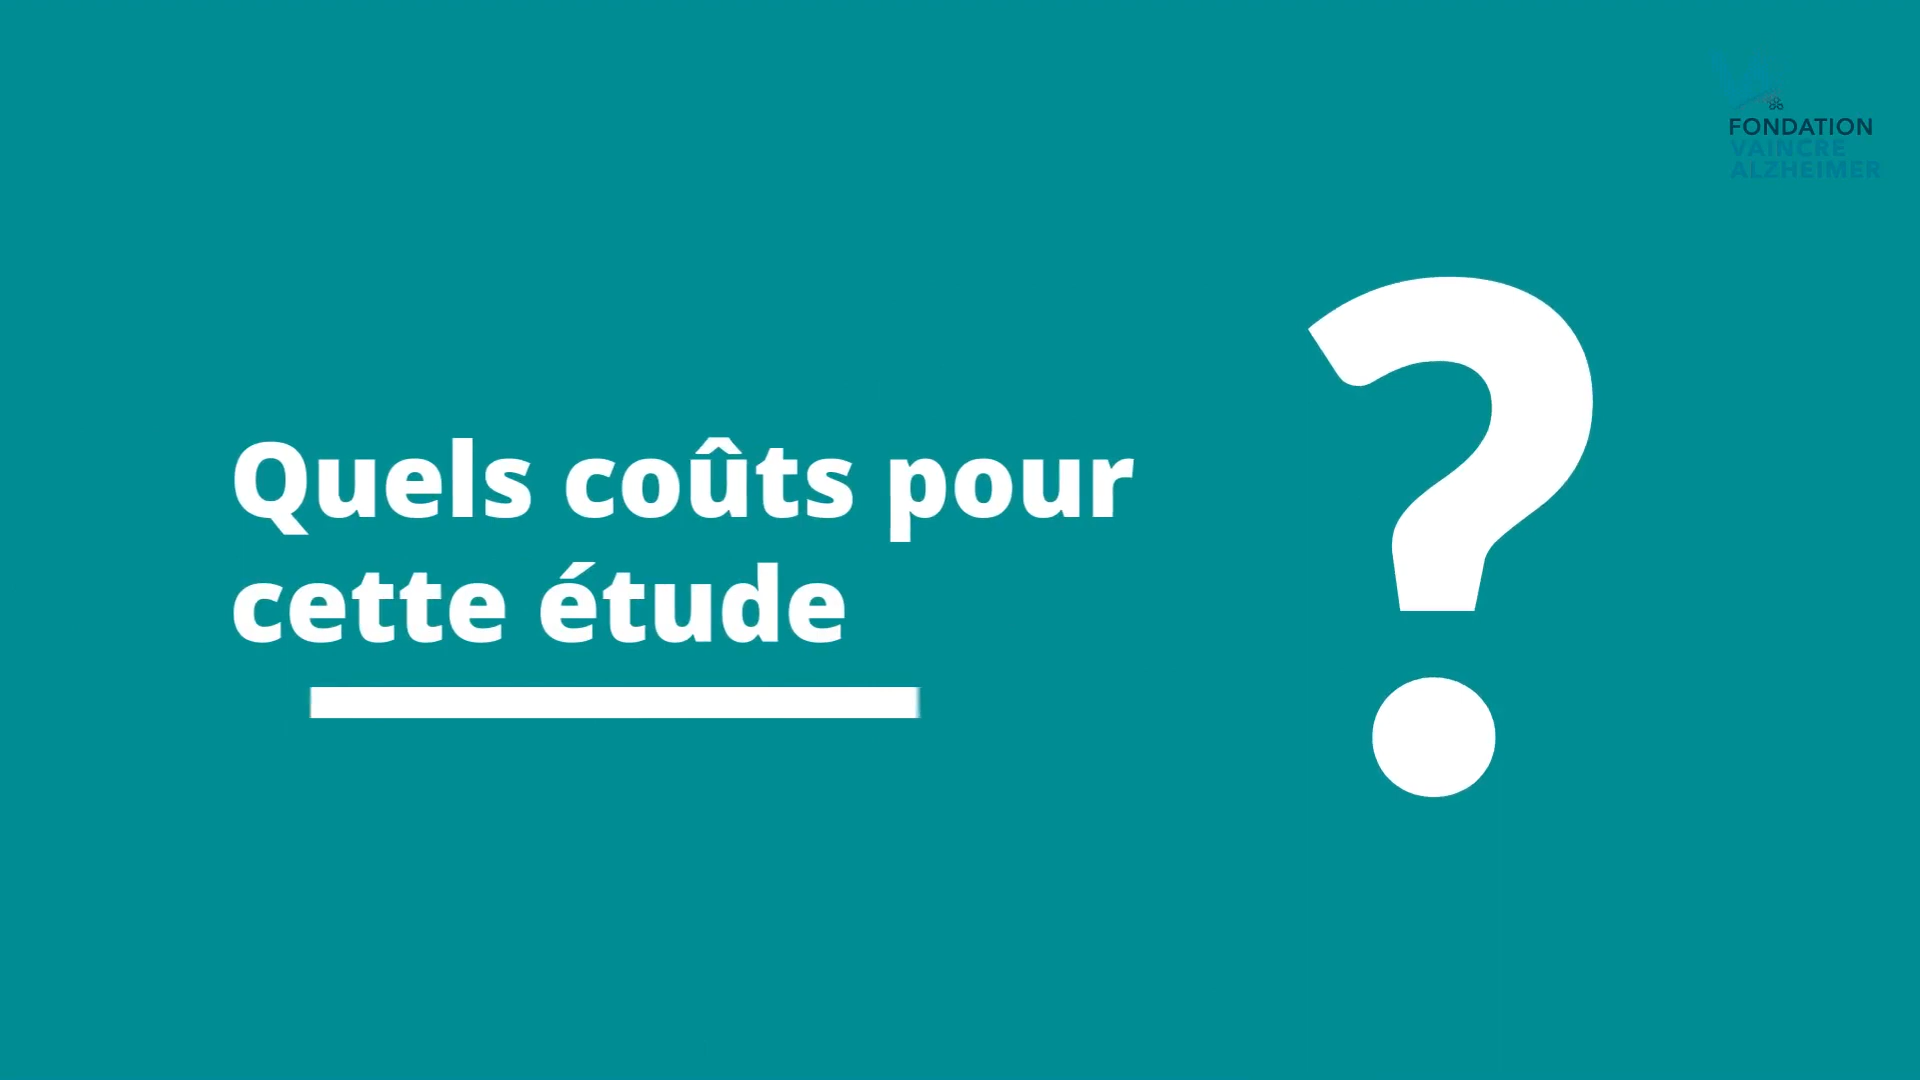 FONDATION
VAINCRE
ALZHEIMER
Quels coûts pour
cette étude
?